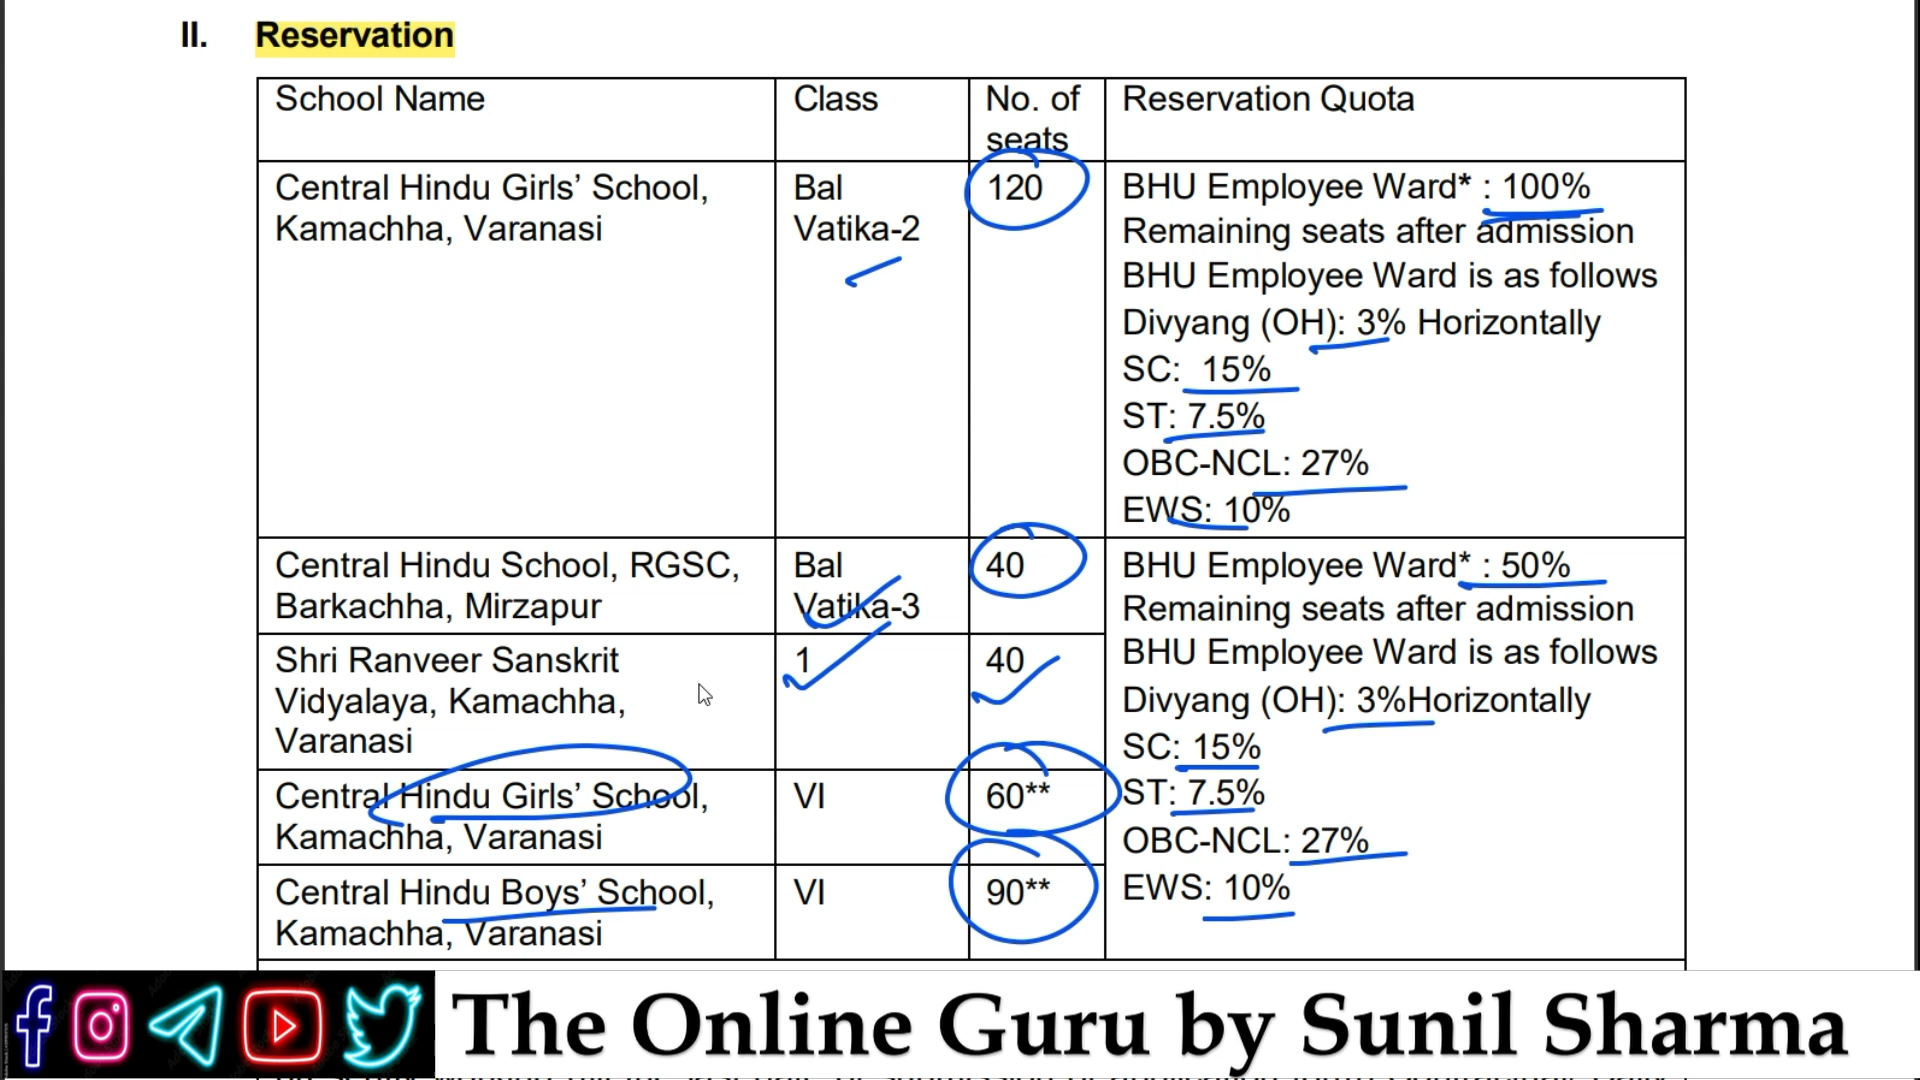 II. Reservation
School Name Class No. of Reservation Quota
seats
Central Hindu Girls’ School, Bal 120 BHU Employee Ward* : 100%
Kamachha, Varanasi Vatika-2 Remaining seats after admission
BHU Employee Ward is as follows
Divyang (OH): 3% Horizontally
SC: 15%
ST: 7.5%
OBC-NCL: 27%
EWS: 10%
Central Hindu School, RGSC, Bal 40 BHU Employee Ward* : 50%
Barkachha, Mirzapur Vatika-3 Remaining seats after admission
Shri Ranveer Sanskrit 1 40 BHU Employee Ward is as follows
Vidyalaya, Kamachha, Divyang (OH): 3%Horizontally
Varanasi SC: 15%
Central Hindu Girls’ School, VI 60** ST: 7.5%
Kamachha, Varanasi OBC-NCL: 27%
Central Hindu Boys’ School, VI 90** EWS: 10%
Kamachha, Varanasi
The Online Guru by Sunil Sharma